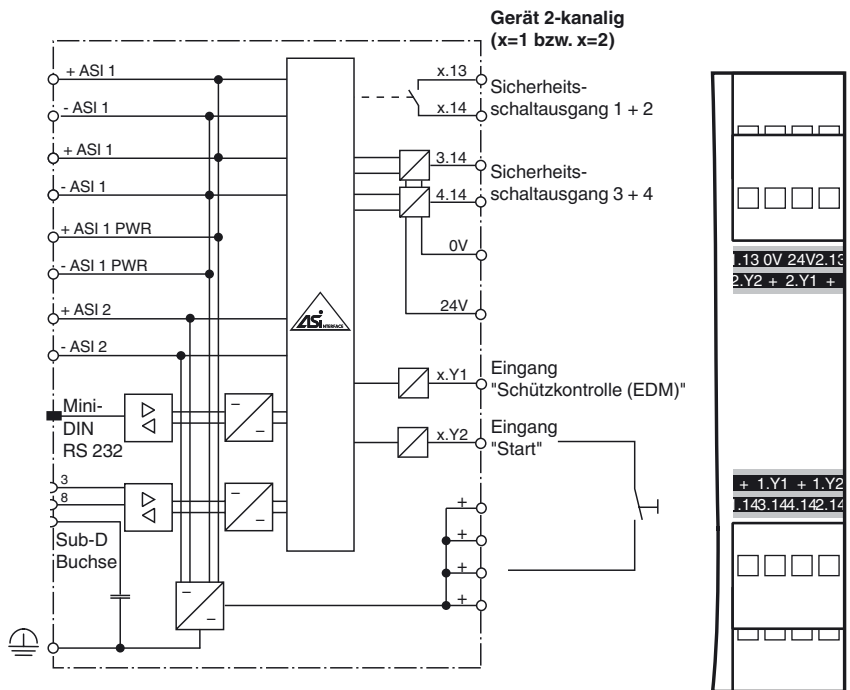 Gerät 2-kanalig
(x=1 bzw. x=2)
+ ASI 1
- ASI 1
+ ASI 1
- ASI 1
+ ASI 1 PWR
- ASI 1 PWR
+ ASI 2
- ASI 2
Mini-
DIN
RS 232
3
8
Sub-D
Buchse
ASi
INTERFACE
x.13
x.14
Sicherheits-
schaltausgang 1 + 2
3.14
4.14
Sicherheits-
schaltausgang 3 + 4
0V
24V
x.Y1
Eingang
"Schützkontrolle (EDM)"
x.Y2
Eingang
"Start"
+
+
+
+
.13 0V 24V2.13
2.Y2 + 2.Y1 +
+ 1.Y1 + 1.Y2
.143.144.142.14